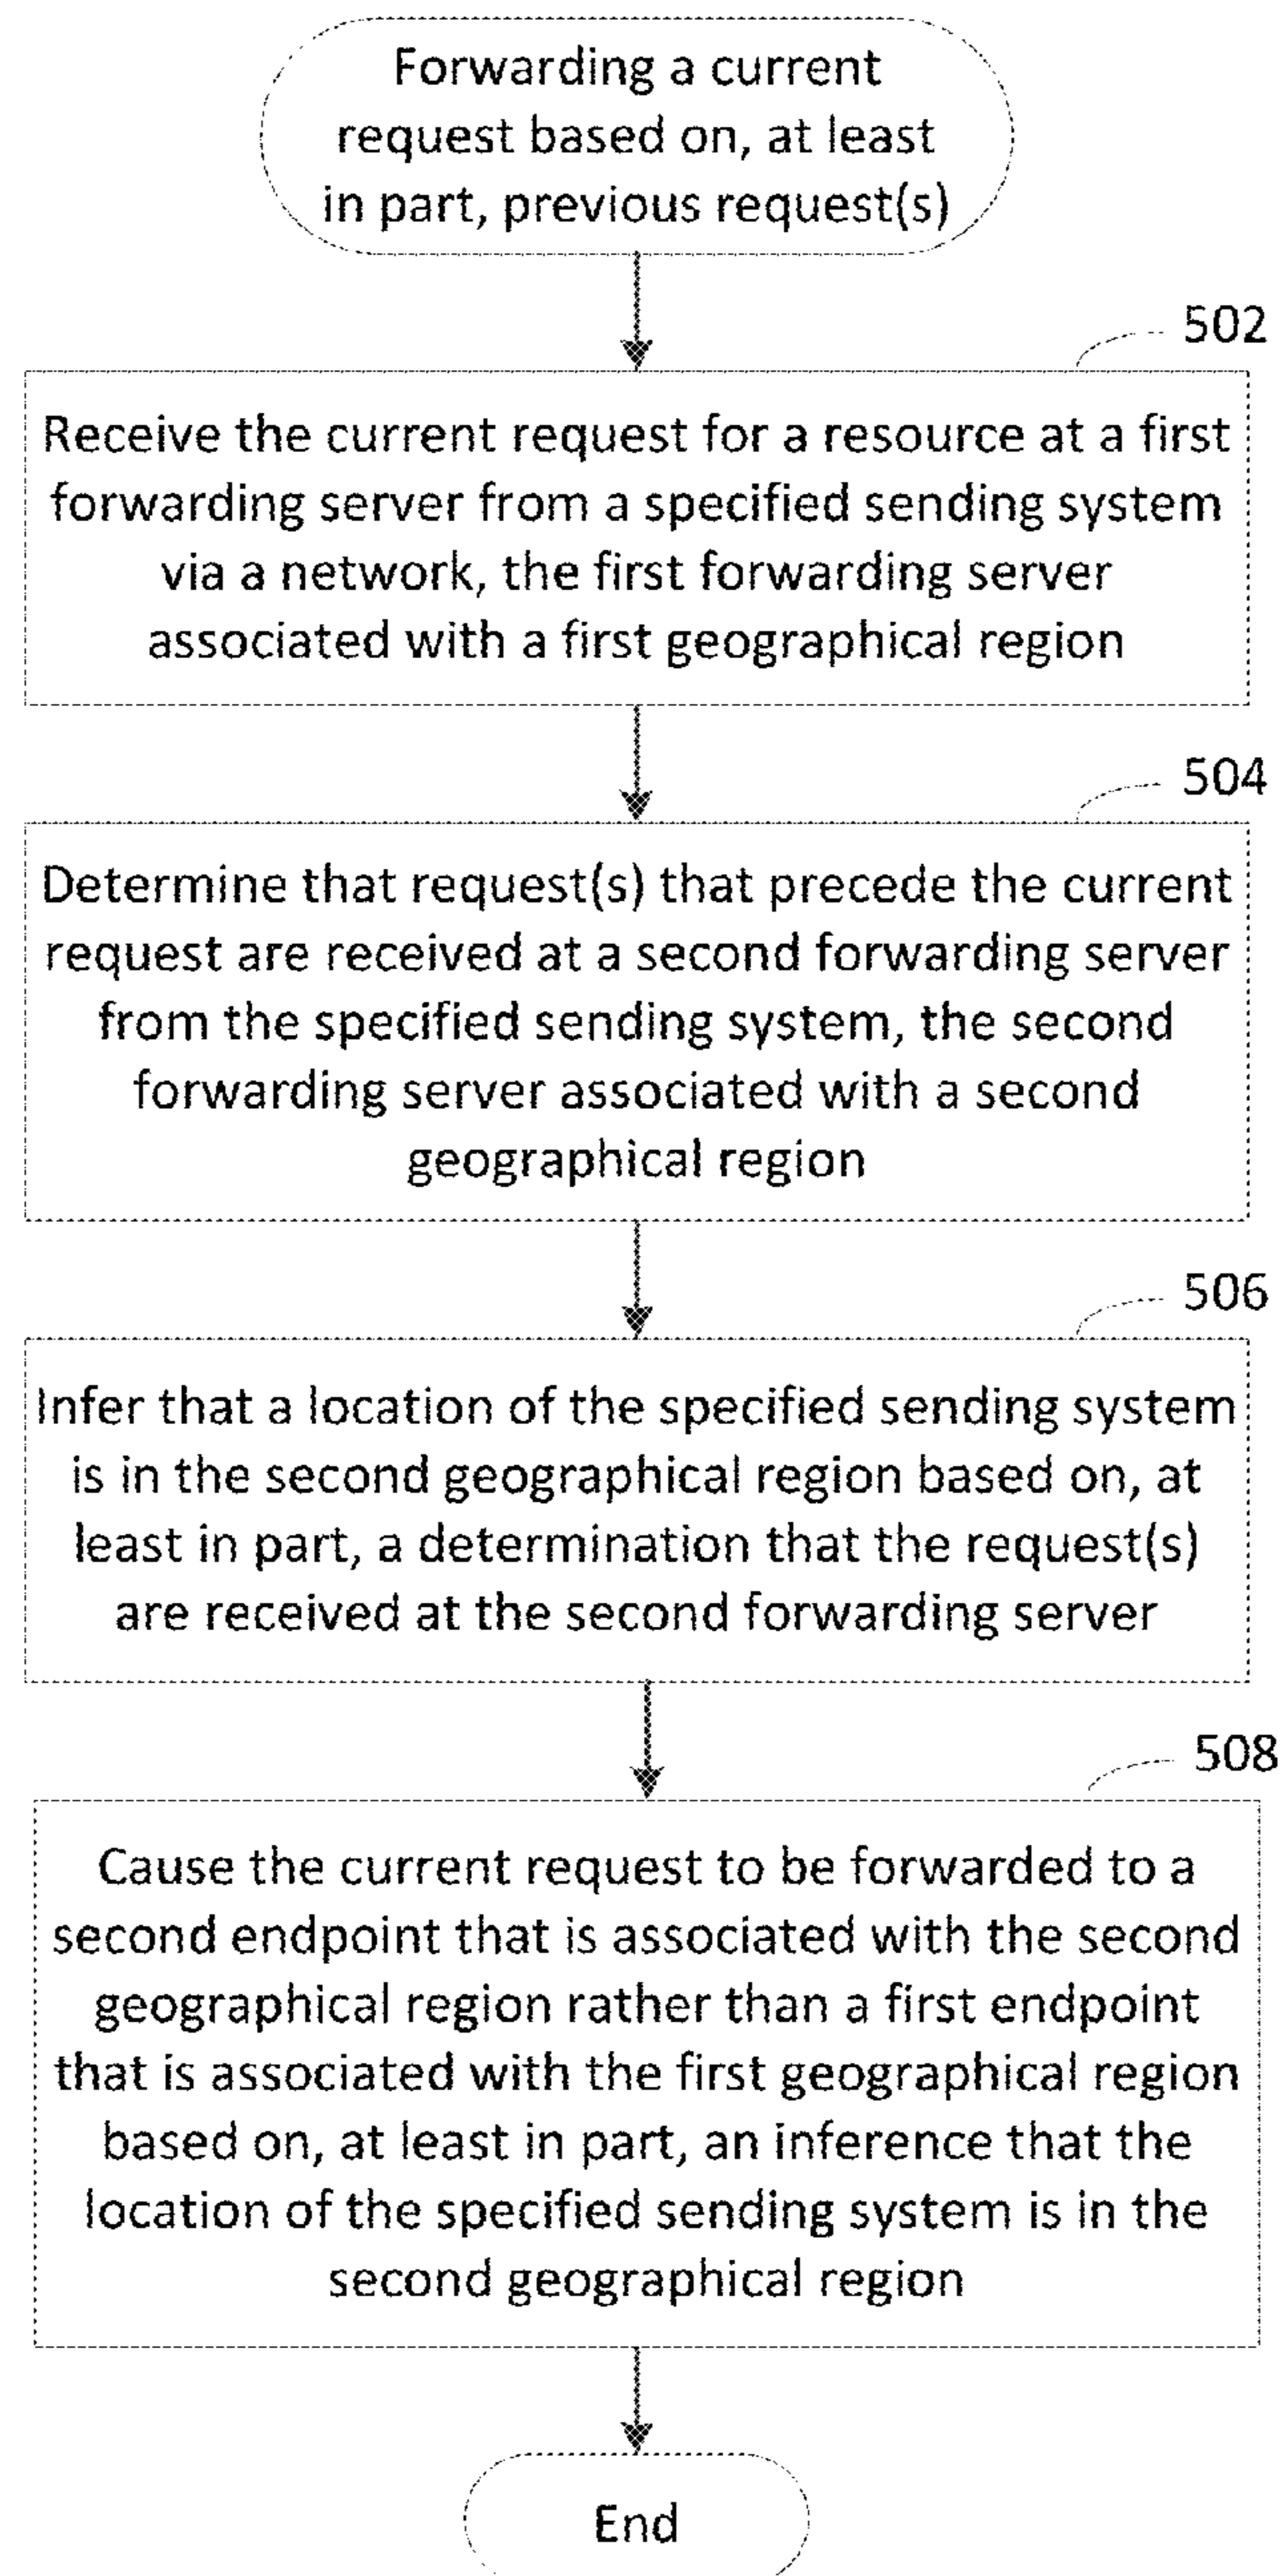 Forwarding a current
request based on, at least
in part, previous request(s)
502
Receive the current request for a resource at a first
forwarding server from a specified sending system
via a network, the first forwarding server
associated with a first geographical region
504
Determine that request(s) that precede the current
request are received at a second forwarding server
from the specified sending system, the second
forwarding server associated with a second
geographical region
506
Infer that a location of the specified sending system
is in the second geographical region based on, at
least in part, a determination that the request(s)
are received at the second forwarding server
508
Cause the current request to be forwarded to a
second endpoint that is associated with the second
geographical region rather than a first endpoint
that is associated with the first geographical region
based on, at least in part, an inference that the
location of the specified sending system is in the
second geographical region
End